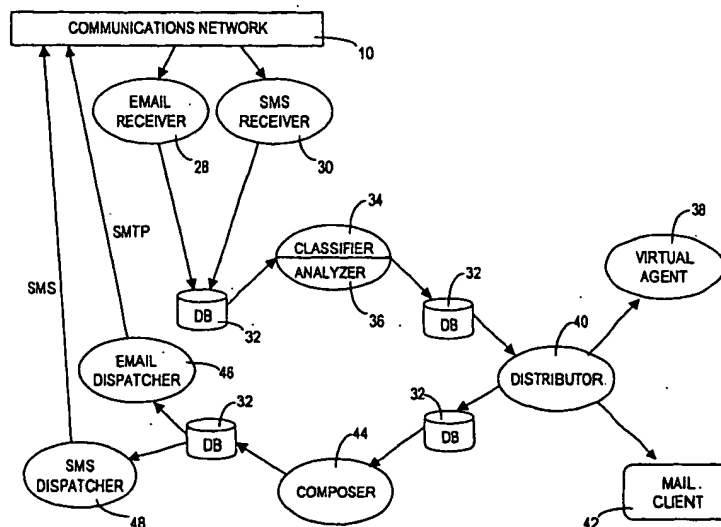 COMMUNICATIONS NETWORK
10
EMAIL
RECEIVER
28
SMS
RECEIVER
30
SMTP
SMS
34
CLASSIFIER
ANALYZER
36
38
VIRTUAL
AGENT
DB
32
32
DB
40
DISTRIBUTOR.
EMAIL
DISPATCHER
46
32
DB
32
DB
44
COMPOSER
SMS
DISPATCHER
48
MAIL.
CLIENT
42